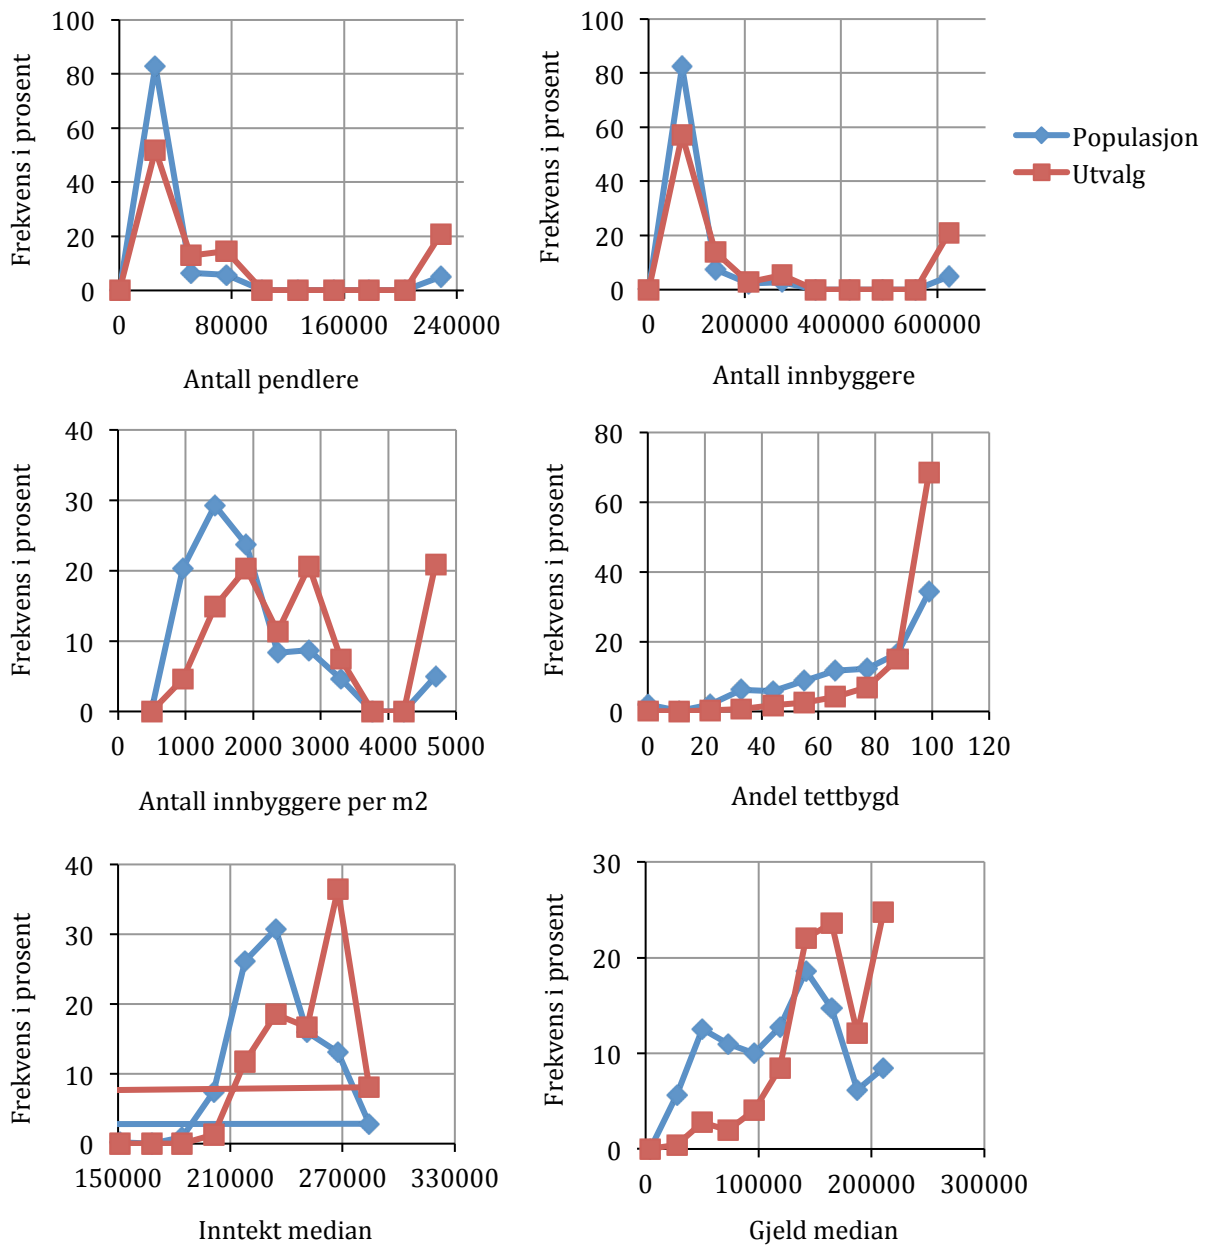 Frekvens i prosent
100
80
60
40
20
0
0 80000 160000 240000
Antall pendlere
Frekvens i prosent
100
80
60
40
20
0
0 200000 400000 600000
Antall innbyggere
Populasjon
Utvalg
Frekvens i prosent
40
30
20
10
0
0 1000 2000 3000 4000 5000
Antall innbyggere per m2
Frekvens i prosent
80
60
40
20
0
0 20 40 60 80 100 120
Andel tettbygd
Frekvens i prosent
40
30
20
10
0
150000 210000 270000 330000
Inntekt median
Frekvens i prosent
30
20
10
0
0 100000 200000 300000
Gjeld median